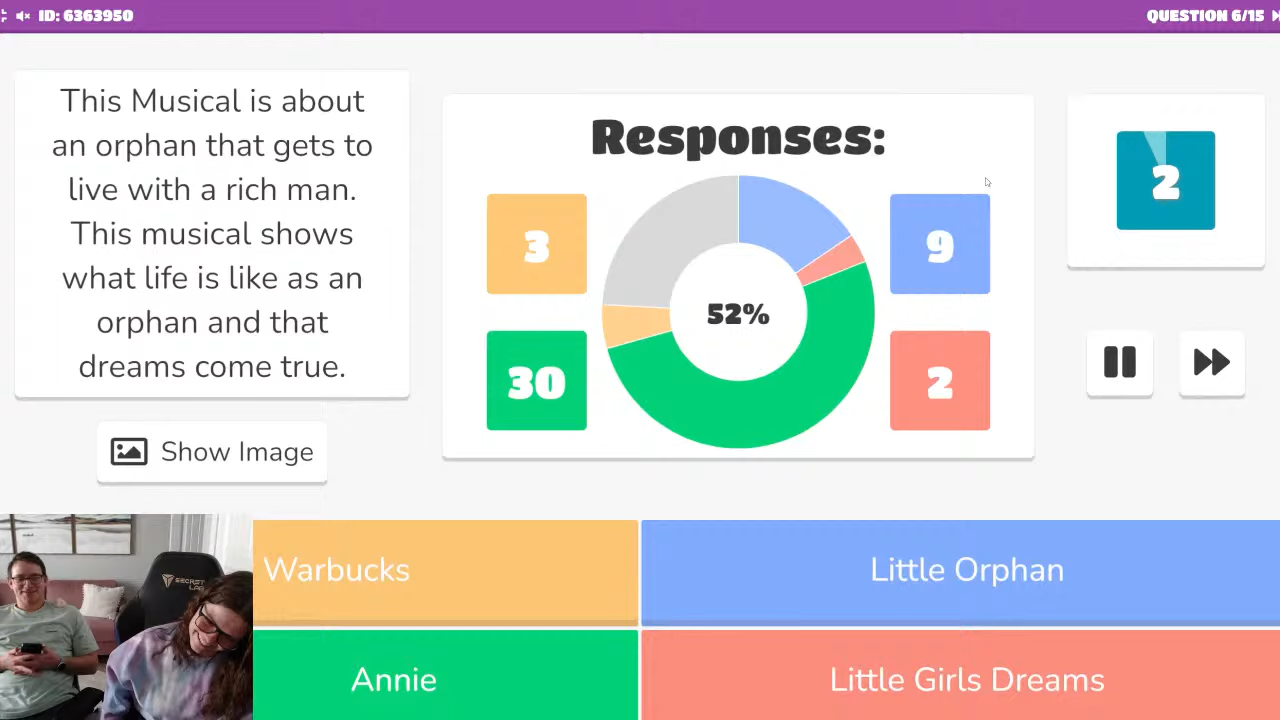 ID: 6363950
QUESTION 6/15
This Musical is about
an orphan that gets to
live with a rich man.
This musical shows
what life is like as an
orphan and that
dreams come true.
Show Image
Responses:
3
9
52%
30
2
2
SECRET
LAB
Warbucks
Little Orphan
Annie
Little Girls Dreams